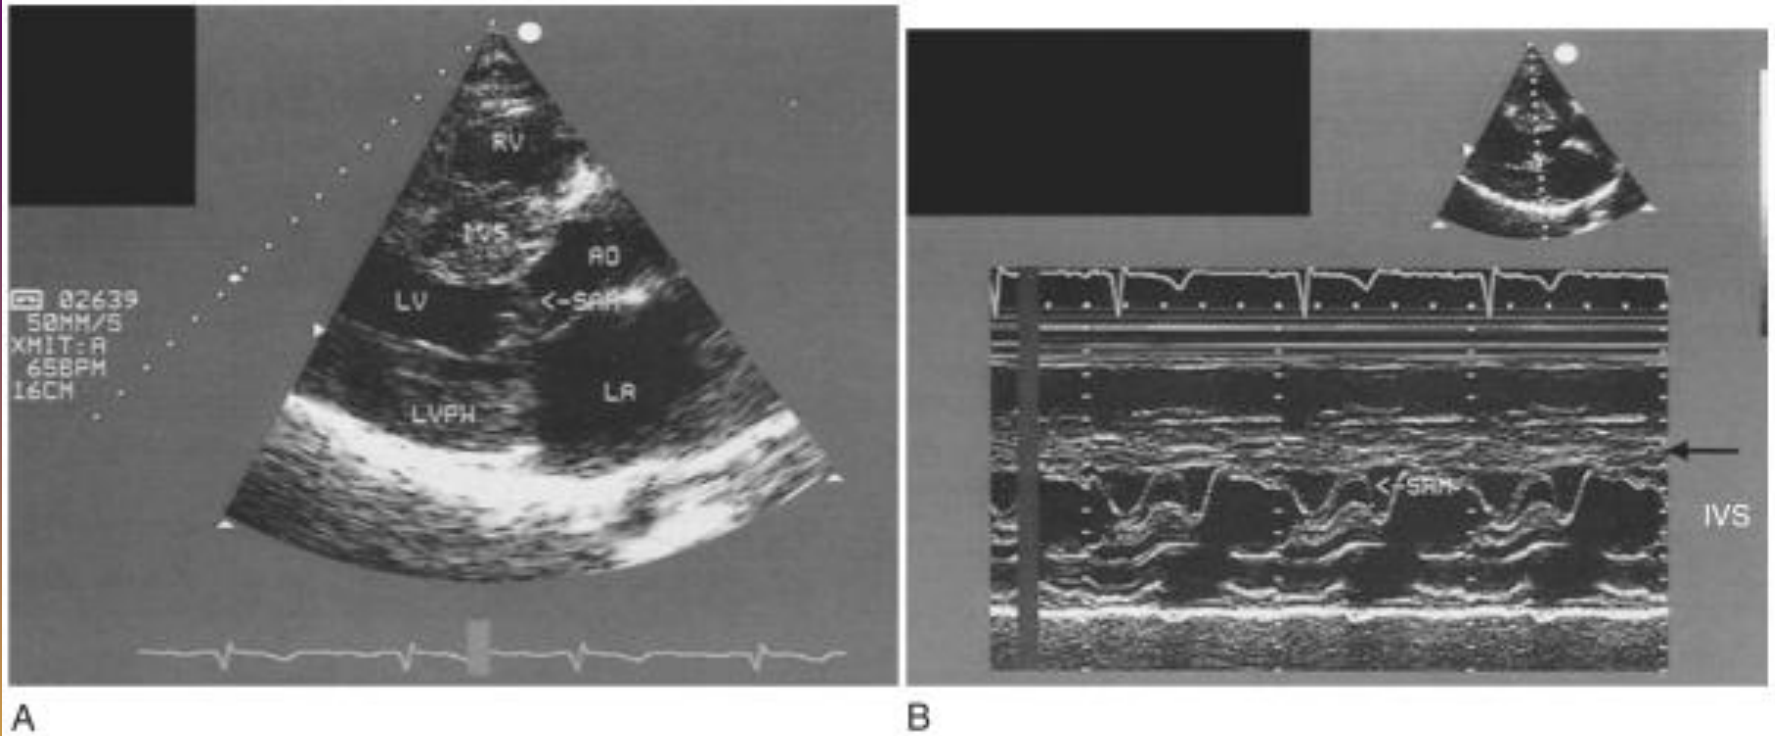 RV
IVS
AO
LV
<-SAM
02639
50MM/S
XMIT:A
65BPM
16CM
LA
LVPW
<-SAM
IVS
A
B